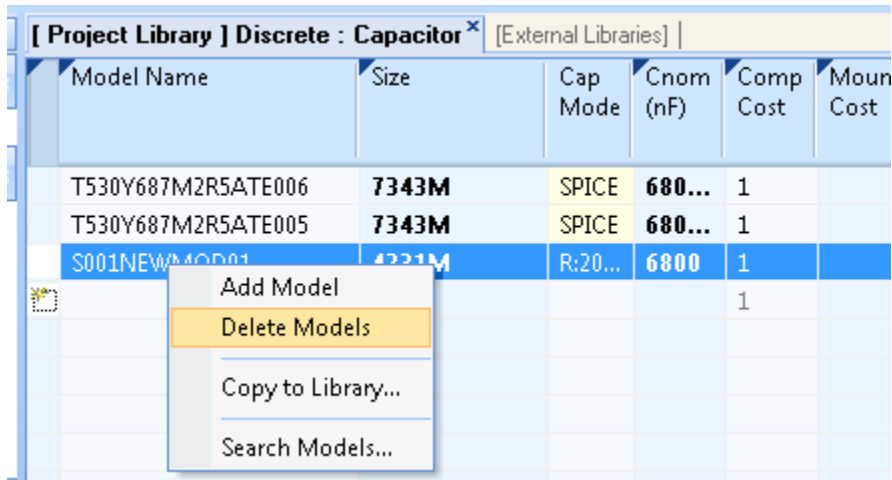 [ Project Library ] Discrete : Capacitor x [External Libraries]
Model Name Size Cap Mode Cnom (nF) Comp Cost Moun Cost
T530Y687M2R5ATE006 7343M SPICE 680... 1
T530Y687M2R5ATE005 7343M SPICE 680... 1
S001NEWMOD01 4331M R:20... 6800 1
1
Add Model
Delete Models
Copy to Library...
Search Models...